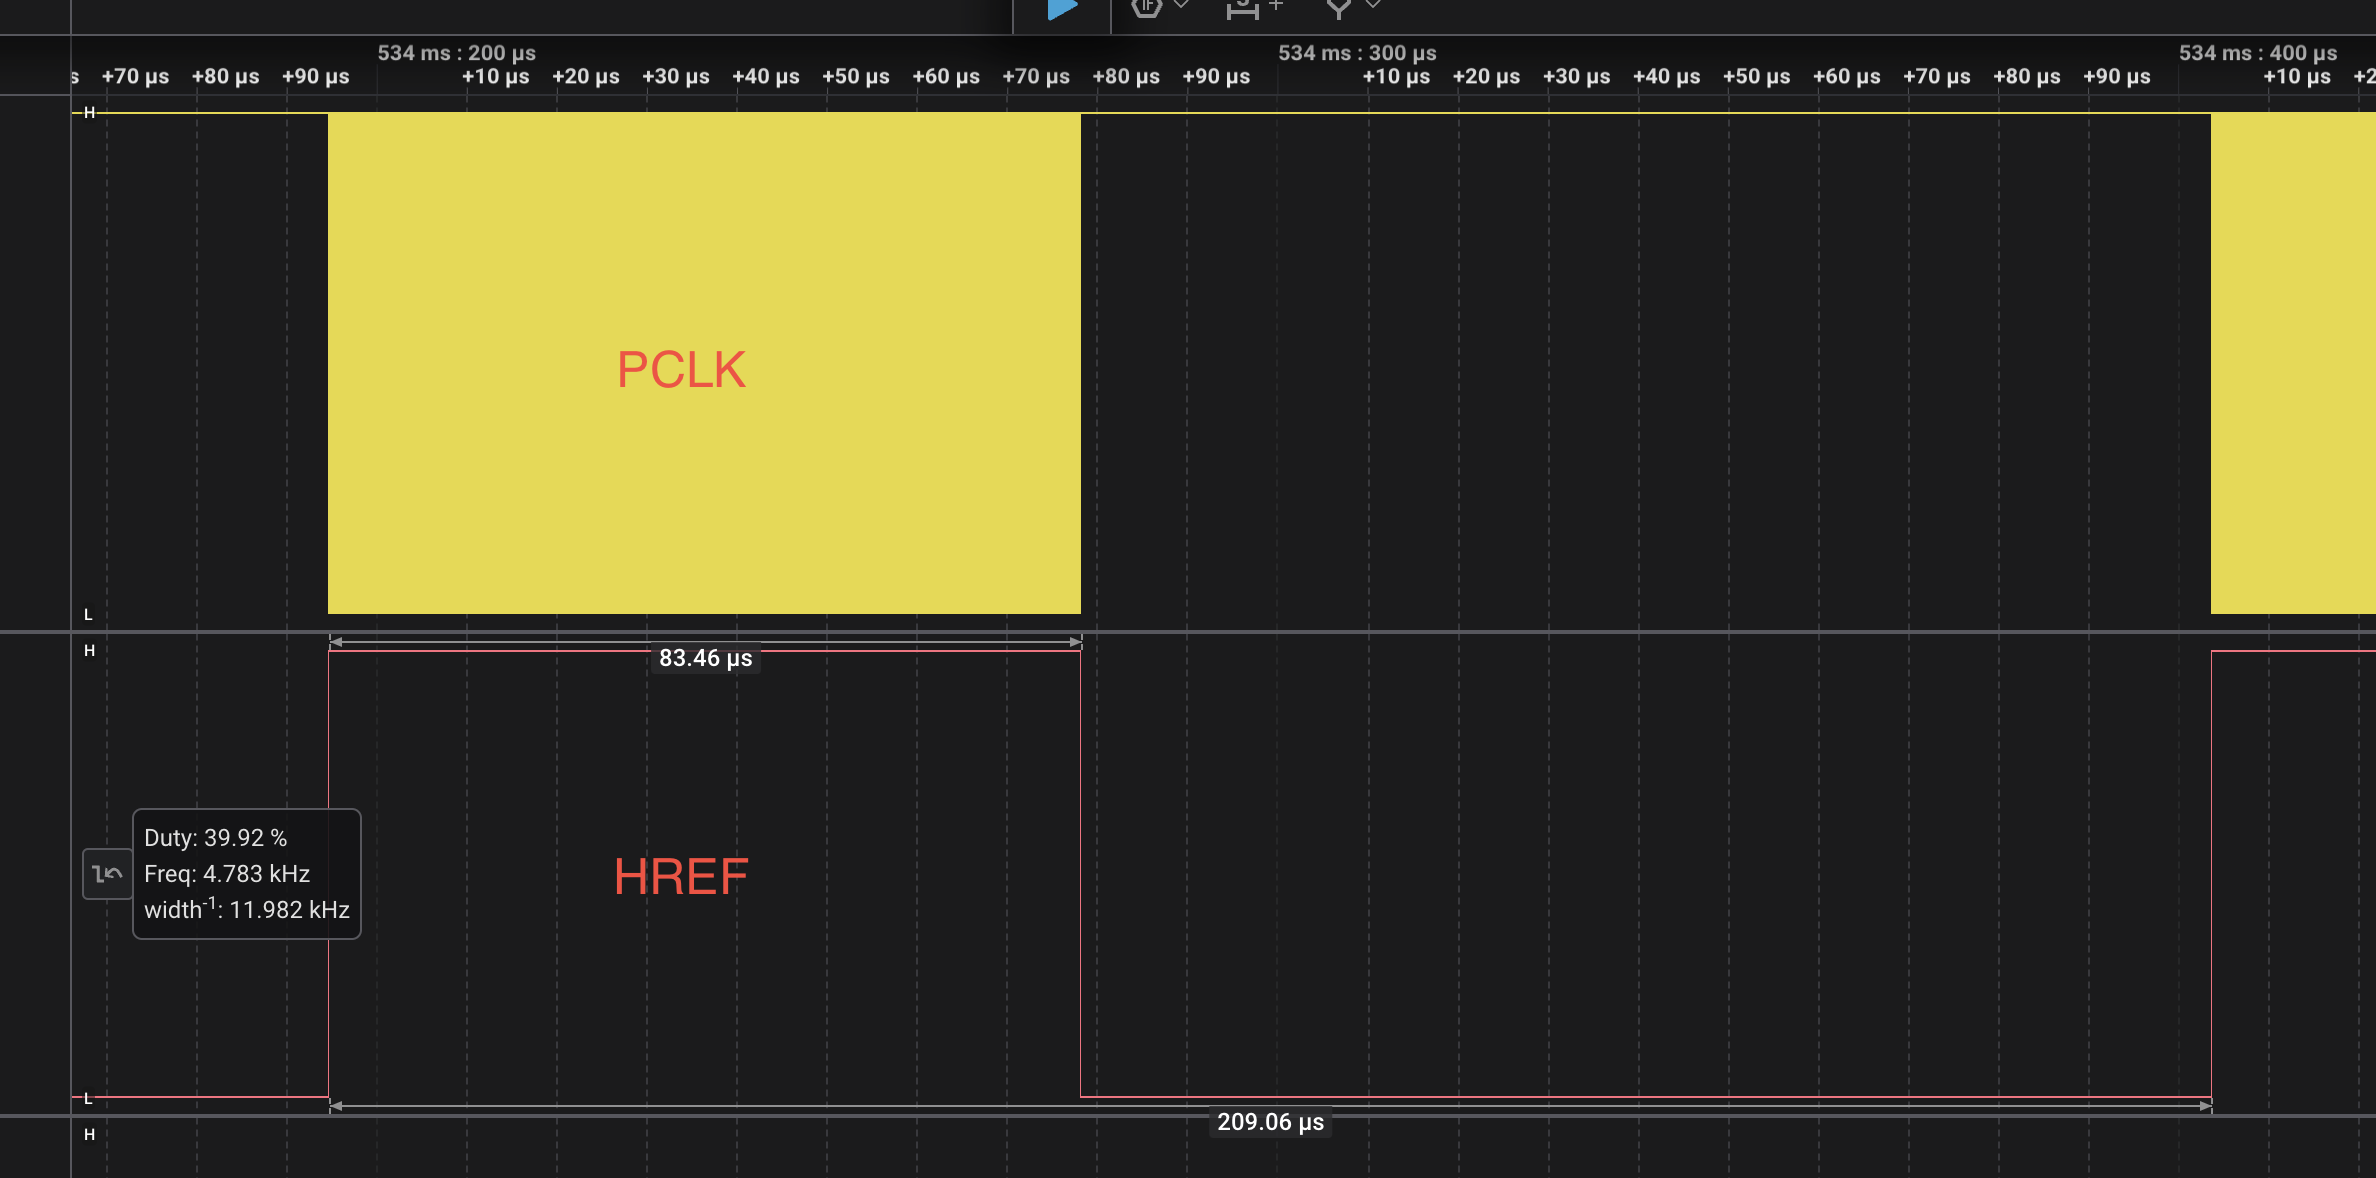 534 ms : 200 µs 534 ms : 300 µs 534 ms : 400 µs
s +70 µs +80 µs +90 µs +10 µs +20 µs +30 µs +40 µs +50 µs +60 µs +70 µs +80 µs +90 µs +10 µs +20 µs +30 µs +40 µs +50 µs +60 µs +70 µs +80 µs +90 µs +10 µs +2
H
PCLK
L
H
83.46 µs
Duty: 39.92 %
Freq: 4.783 kHz
width⁻¹: 11.982 kHz
HREF
L
209.06 µs
H